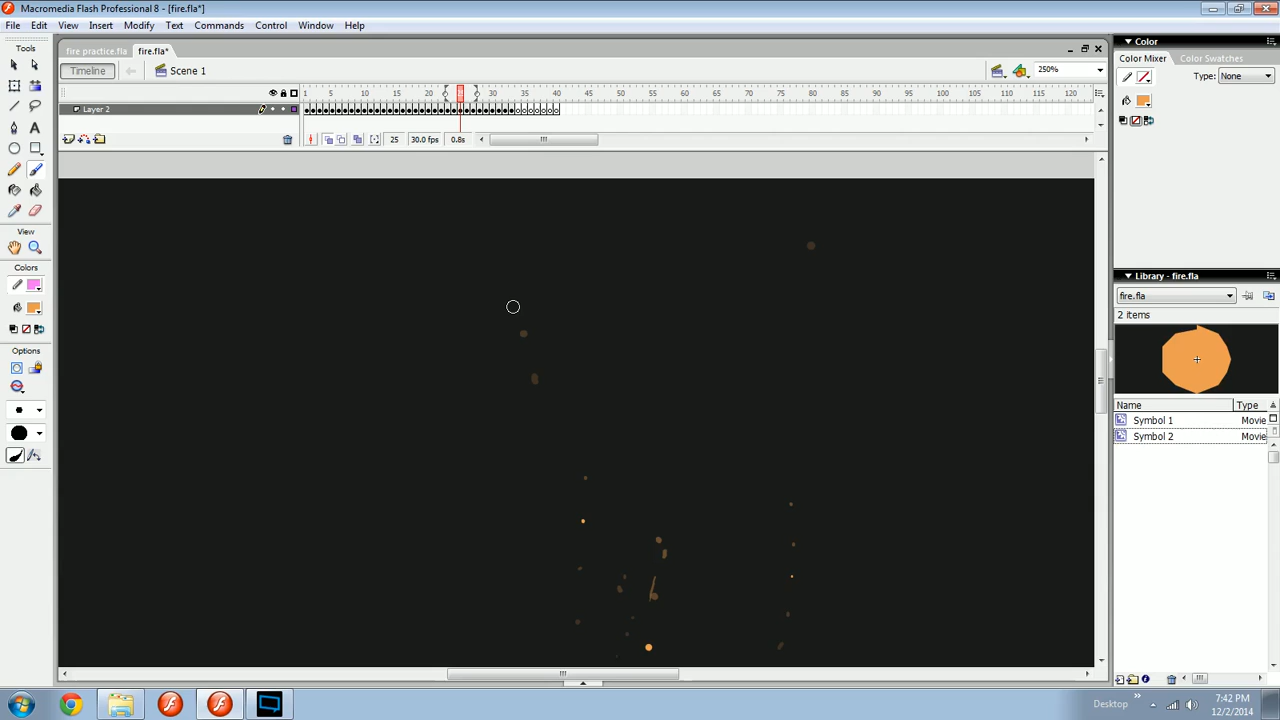 Macromedia Flash Professional 8 - [fire.fla*]
File Edit View Insert Modify Text Commands Control Window Help
Tools
View
Colors
Options
fire practice.fla fire.fla*
Timeline Scene 1 250%
1 5 10 15 20 30 35 40 45 50 55 60 65 70 75 80 85 90 95 100 105 110 115 120
Layer 2
25 30.0 fps 0.8s
Color
Color Mixer Color Swatches
Type: None
Library - fire.fla
fire.fla
2 items
Name Type
Symbol 1 Movie
Symbol 2 Movie
Desktop
7:42 PM
12/2/2014